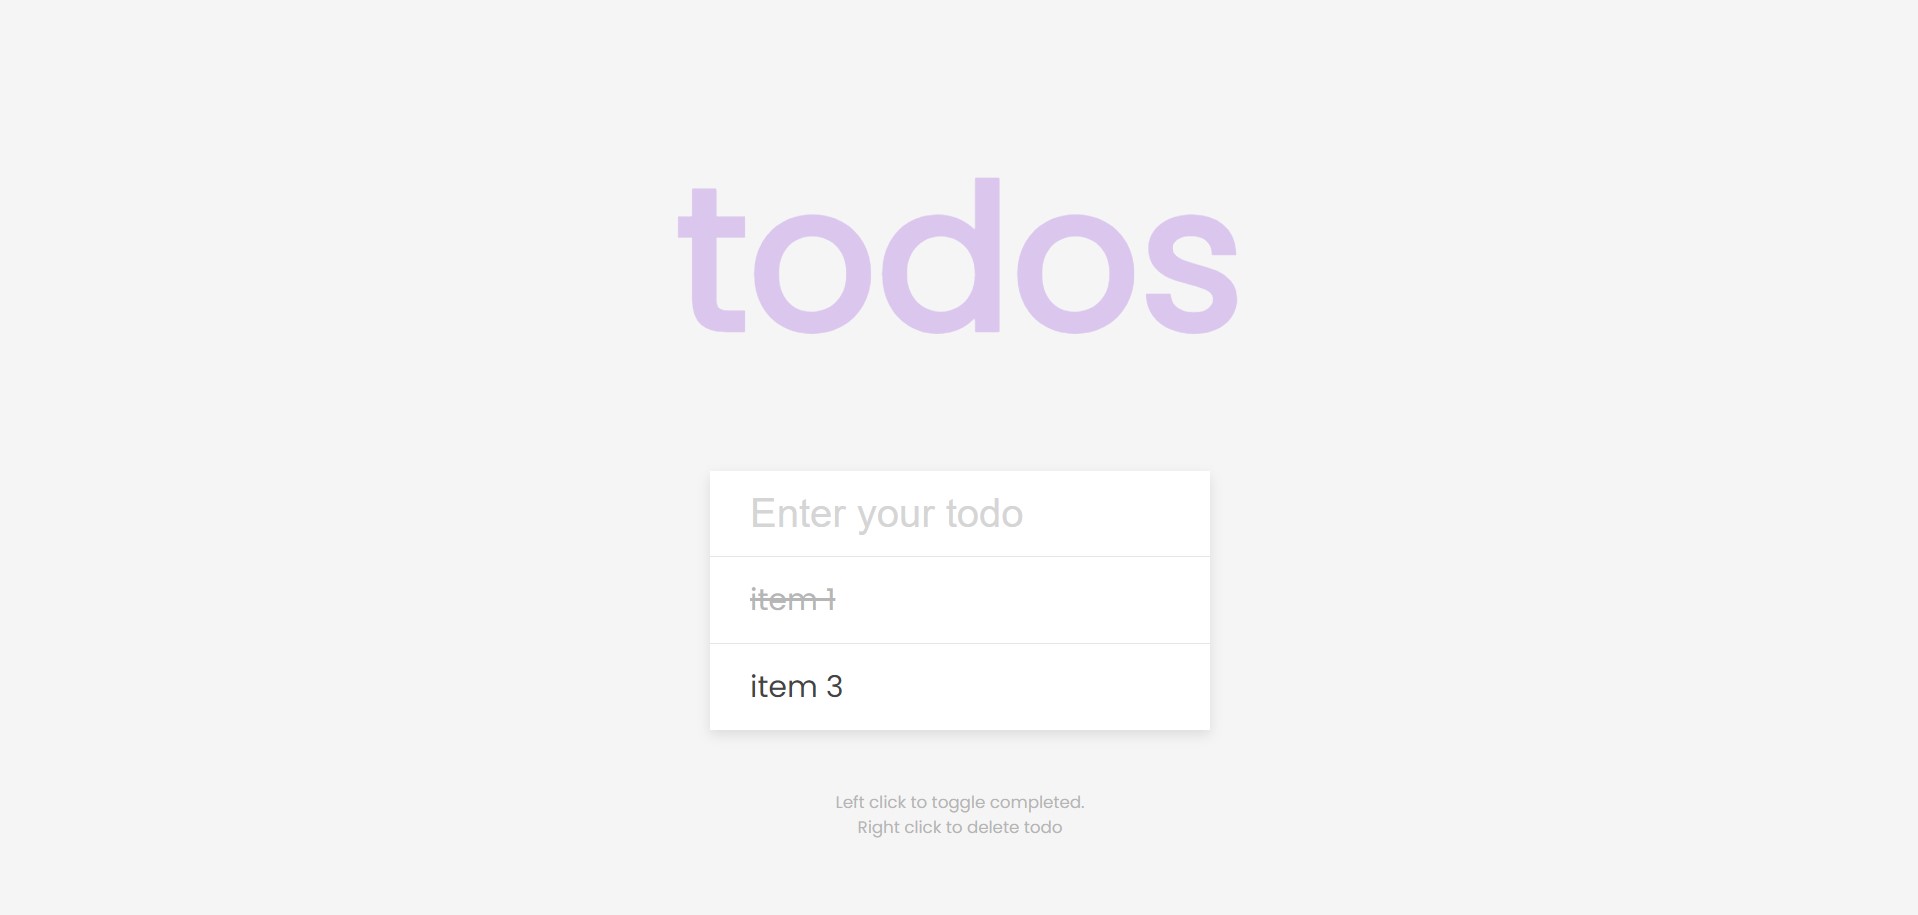 todos
Enter your todo
item 1
item 3
Left click to toggle completed.
Right click to delete todo